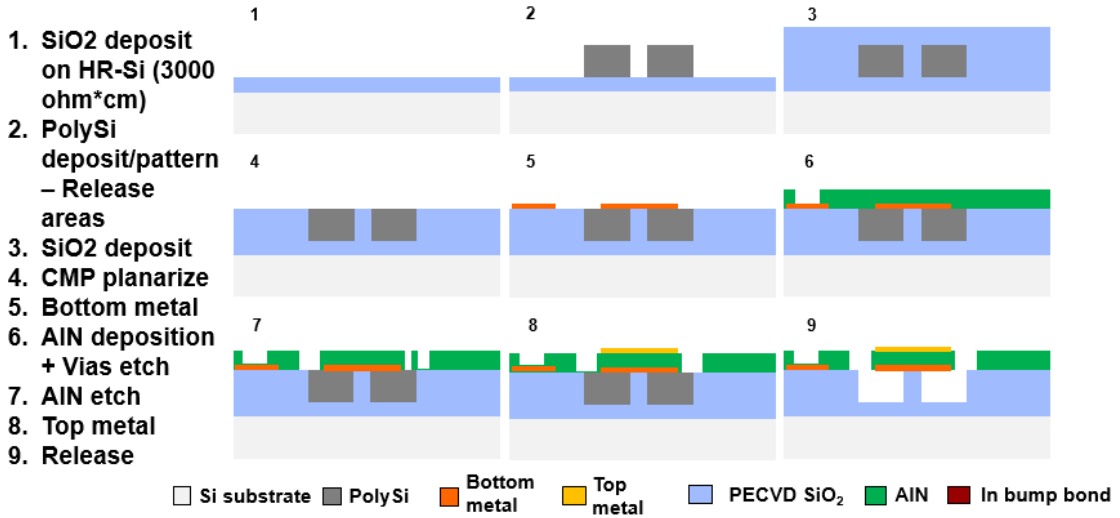 1. SiO2 deposit
on HR-Si (3000
ohm*cm)
2. PolySi
deposit/pattern
– Release
areas
3. SiO2 deposit
4. CMP planarize
5. Bottom metal
6. AlN deposition
+ Vias etch
7. AlN etch
8. Top metal
9. Release
1
2
3
4
5
6
7
8
9
Si substrate
PolySi
Bottom
metal
Top
metal
PECVD SiO₂
AlN
In bump bond